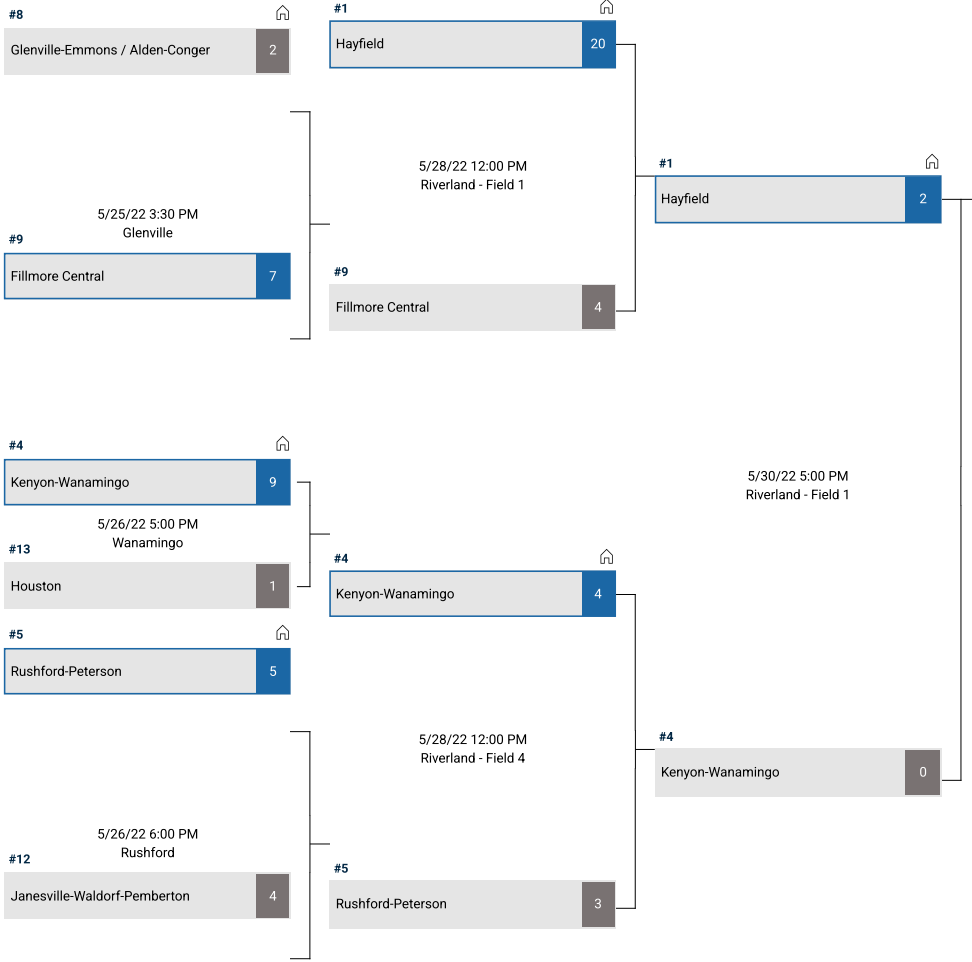 #8
Glenville-Emmons / Alden-Conger
2
5/25/22 3:30 PM
Glenville
#9
Fillmore Central
7
#4
Kenyon-Wanamingo
9
5/26/22 5:00 PM
Wanamingo
#13
Houston
1
#5
Rushford-Peterson
5
5/26/22 6:00 PM
Rushford
#12
Janesville-Waldorf-Pemberton
4
#1
Hayfield
20
5/28/22 12:00 PM
Riverland - Field 1
#9
Fillmore Central
4
#4
Kenyon-Wanamingo
4
5/28/22 12:00 PM
Riverland - Field 4
#5
Rushford-Peterson
3
#1
Hayfield
2
5/30/22 5:00 PM
Riverland - Field 1
#4
Kenyon-Wanamingo
0